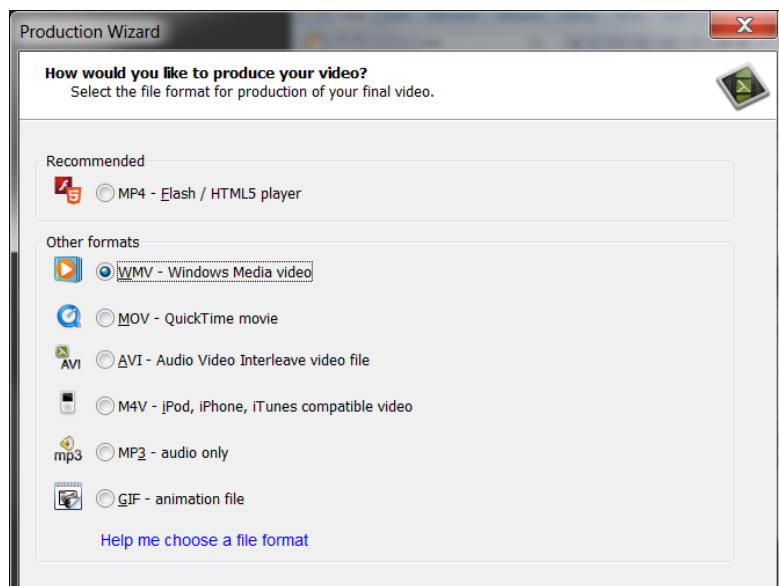 Production Wizard
X
How would you like to produce your video?
Select the file format for production of your final video.
Recommended
MP4 - Flash / HTML5 player
Other formats
WMV - Windows Media video
MOV - QuickTime movie
AVI AVI - Audio Video Interleave video file
M4V - iPod, iPhone, iTunes compatible video
mp3 MP3 - audio only
GIF - animation file
Help me choose a file format